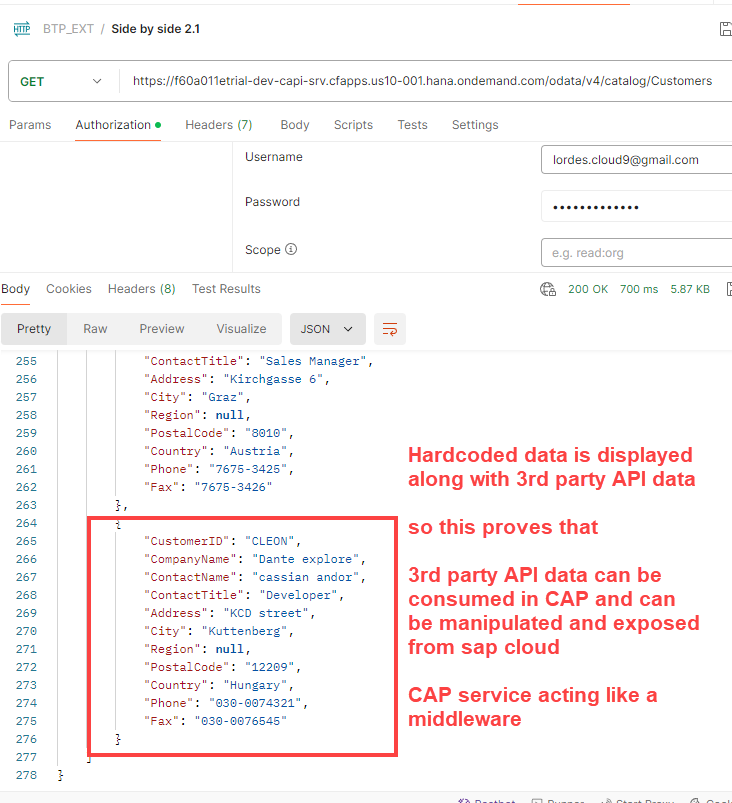 HTTP BTP_EXT / Side by side 2.1
GET https://f60a011etrial-dev-capi-srv.cfapps.us10-001.hana.ondemand.com/odata/v4/catalog/Customers
Params Authorization Headers (7) Body Scripts Tests Settings
Username lordes.cloud9@gmail.com
Password •••••••••••••
Scope e.g. read:org
Body Cookies Headers (8) Test Results 200 OK 700 ms 5.87 KB
Pretty Raw Preview Visualize JSON
255 "ContactTitle": "Sales Manager",
256 "Address": "Kirchgasse 6",
257 "City": "Graz",
258 "Region": null,
259 "PostalCode": "8010",
260 "Country": "Austria",
261 "Phone": "7675-3425",
262 "Fax": "7675-3426"
263 },
264 {
265 "CustomerID": "CLEON",
266 "CompanyName": "Dante explore",
267 "ContactName": "cassian andor",
268 "ContactTitle": "Developer",
269 "Address": "KCD street",
270 "City": "Kuttenberg",
271 "Region": null,
272 "PostalCode": "12209",
273 "Country": "Hungary",
274 "Phone": "030-0074321",
275 "Fax": "030-0076545"
276 }
277 ]
278 }
Hardcoded data is displayed
along with 3rd party API data
so this proves that
3rd party API data can be
consumed in CAP and can
be manipulated and exposed
from sap cloud
CAP service acting like a
middleware